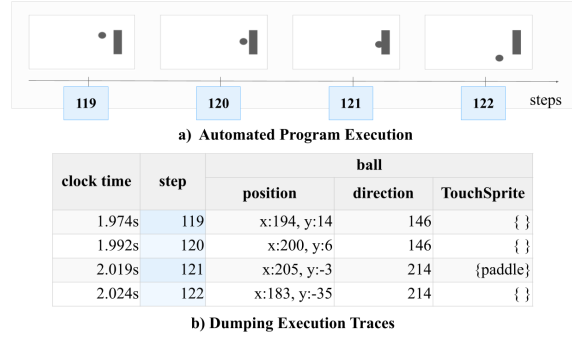 119 120 121 122 steps
a) Automated Program Execution
clock time step ball
position direction TouchSprite
1.974s 119 x:194, y:14 146 { }
1.992s 120 x:200, y:6 146 { }
2.019s 121 x:205, y:-3 214 {paddle}
2.024s 122 x:183, y:-35 214 { }
b) Dumping Execution Traces